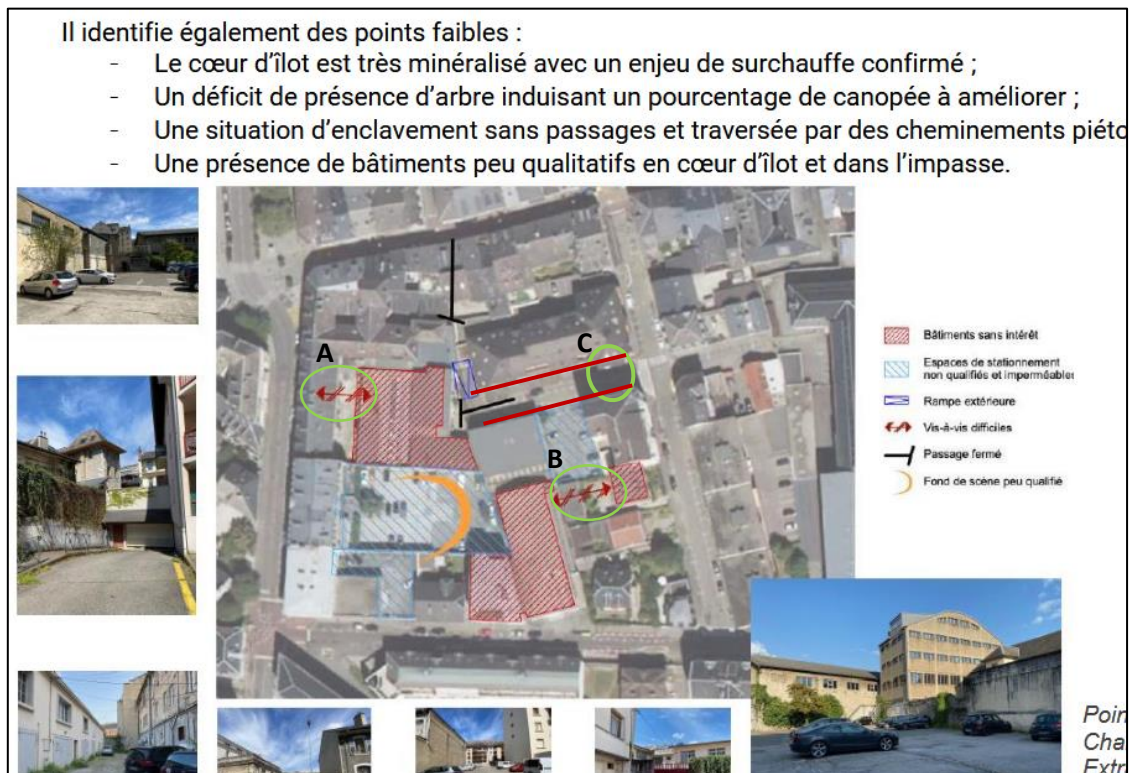 Il identifie également des points faibles :
- Le cœur d'îlot est très minéralisé avec un enjeu de surchauffe confirmé ;
- Un déficit de présence d'arbre induisant un pourcentage de canopée à améliorer ;
- Une situation d'enclavement sans passages et traversée par des cheminements piéto
- Une présence de bâtiments peu qualitatifs en cœur d'îlot et dans l'impasse.
A
C
B
Bâtiments sans intérêt
Espaces de stationnement
non qualifiés et imperméables
Rampe extérieure
Vis-à-vis difficiles
Passage fermé
Fond de scène peu qualifié
Poin
Cha
Extr